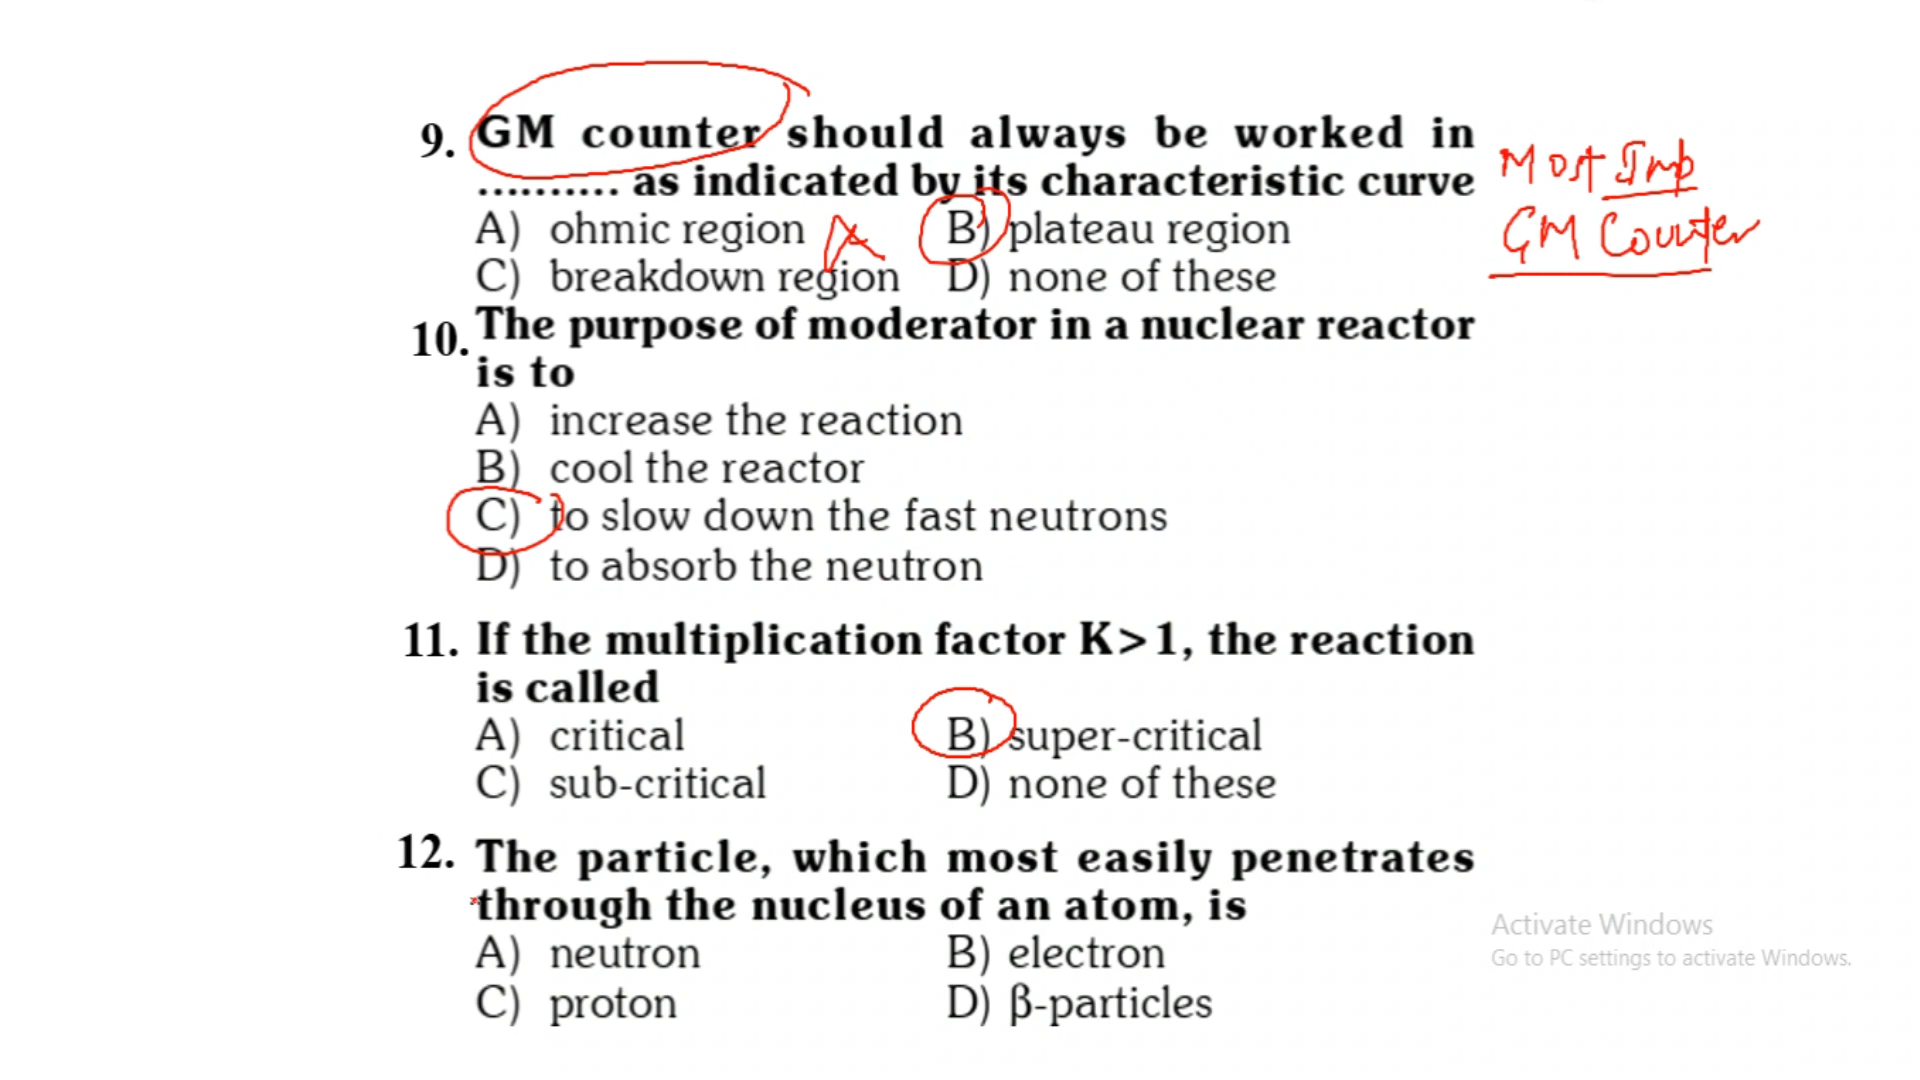 9. GM counter should always be worked in
.......... as indicated by its characteristic curve
A) ohmic region B) plateau region
C) breakdown region D) none of these
Most Imp
GM Counter
10. The purpose of moderator in a nuclear reactor
is to
A) increase the reaction
B) cool the reactor
C) to slow down the fast neutrons
D) to absorb the neutron
11. If the multiplication factor K>1, the reaction
is called
A) critical B) super-critical
C) sub-critical D) none of these
12. The particle, which most easily penetrates
through the nucleus of an atom, is
A) neutron B) electron
C) proton D) β-particles
Activate Windows
Go to PC settings to activate Windows.